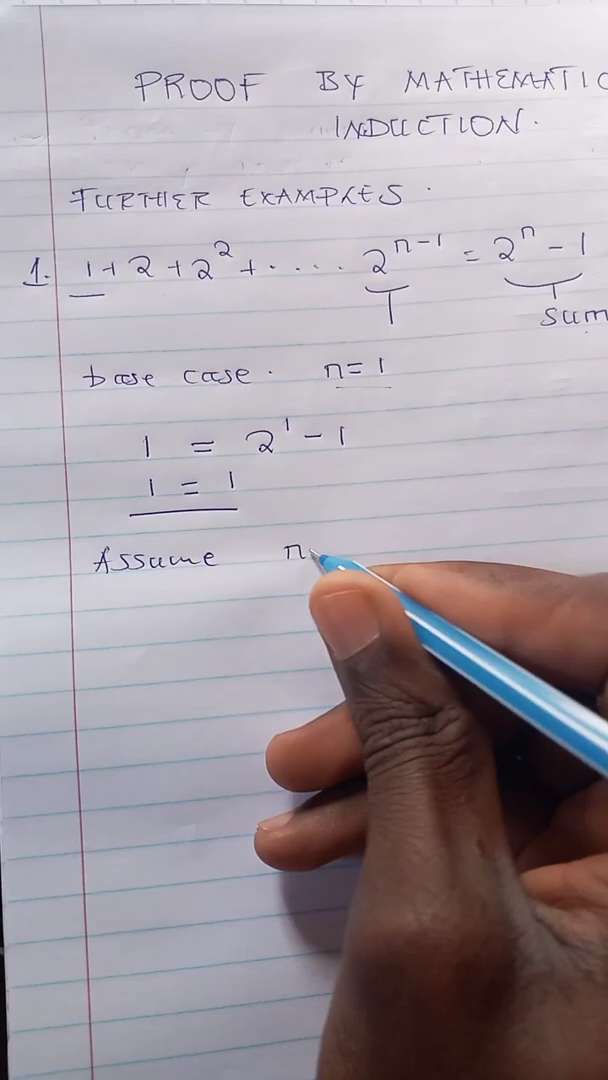 PROOF BY MATHEMATIC
INDUCTION.
FURTHER EXAMPLES.
1. 1 + 2 + 2² + .... 2ⁿ⁻¹ = 2ⁿ - 1
T sum
base case. n = 1
1 = 2¹ - 1
1 = 1
Assume n